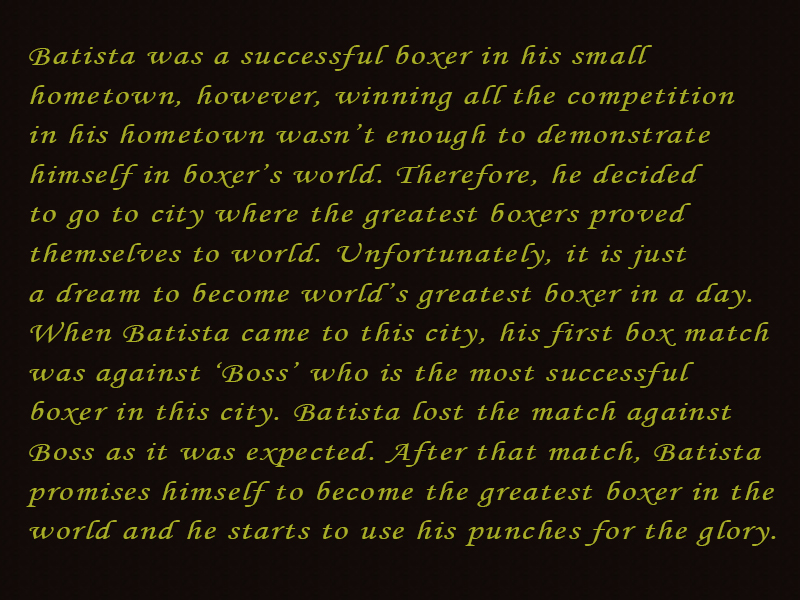 Batista was a successful boxer in his small
hometown, however, winning all the competition
in his hometown wasn't enough to demonstrate
himself in boxer's world. Therefore, he decided
to go to city where the greatest boxers proved
themselves to world. Unfortunately, it is just
a dream to become world's greatest boxer in a day.
When Batista came to this city, his first box match
was against 'Boss' who is the most successful
boxer in this city. Batista lost the match against
Boss as it was expected. After that match, Batista
promises himself to become the greatest boxer in the
world and he starts to use his punches for the glory.